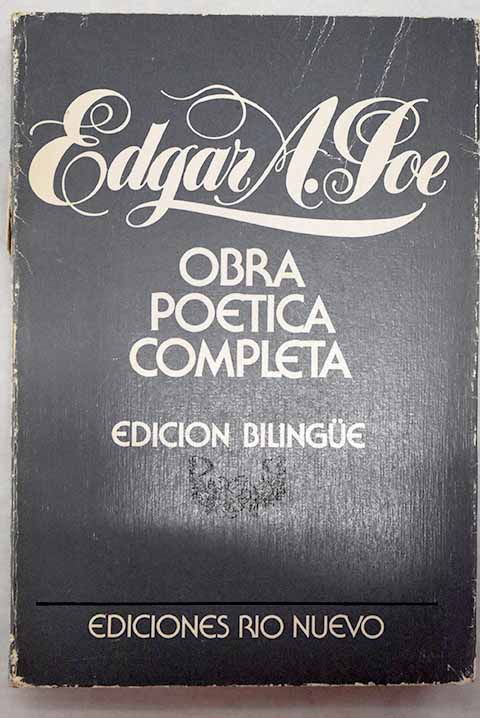 Edgar A. Poe
OBRA
POETICA
COMPLETA
EDICION BILINGÜE
EDICIONES RIO NUEVO